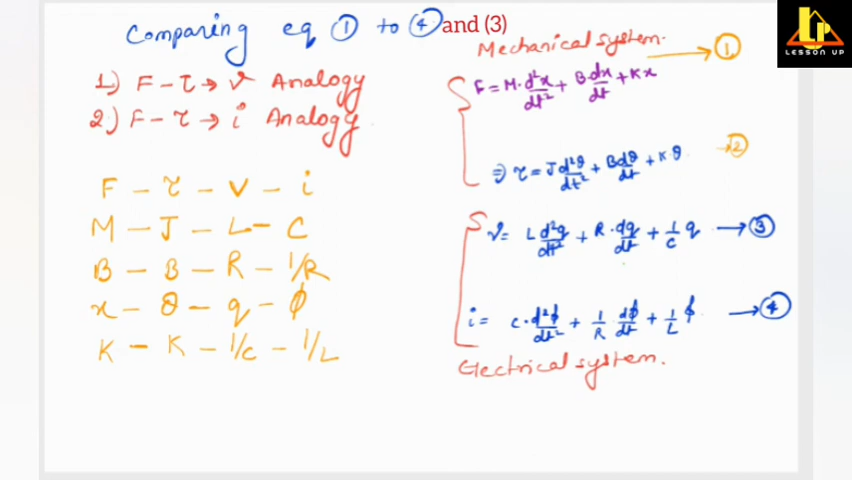 Comparing eq ① to ④ and (3)
1) F - τ → v Analogy
2) F - τ → i Analogy
F - τ - V - i
M - J - L - C
B - B - R - 1/R
x - θ - q - ϕ
K - K - 1/C - 1/L
Mechanical system. → ①
F = M. d²x/dt² + B dx/dt + Kx
⇒ τ = J d²θ/dt² + B dθ/dt + K θ → ②
v = L d²q/dt² + R. dq/dt + 1/C q → ③
i = C. d²ϕ/dt² + 1/R dϕ/dt + 1/L ϕ → ④
Electrical system.
LESSON UP